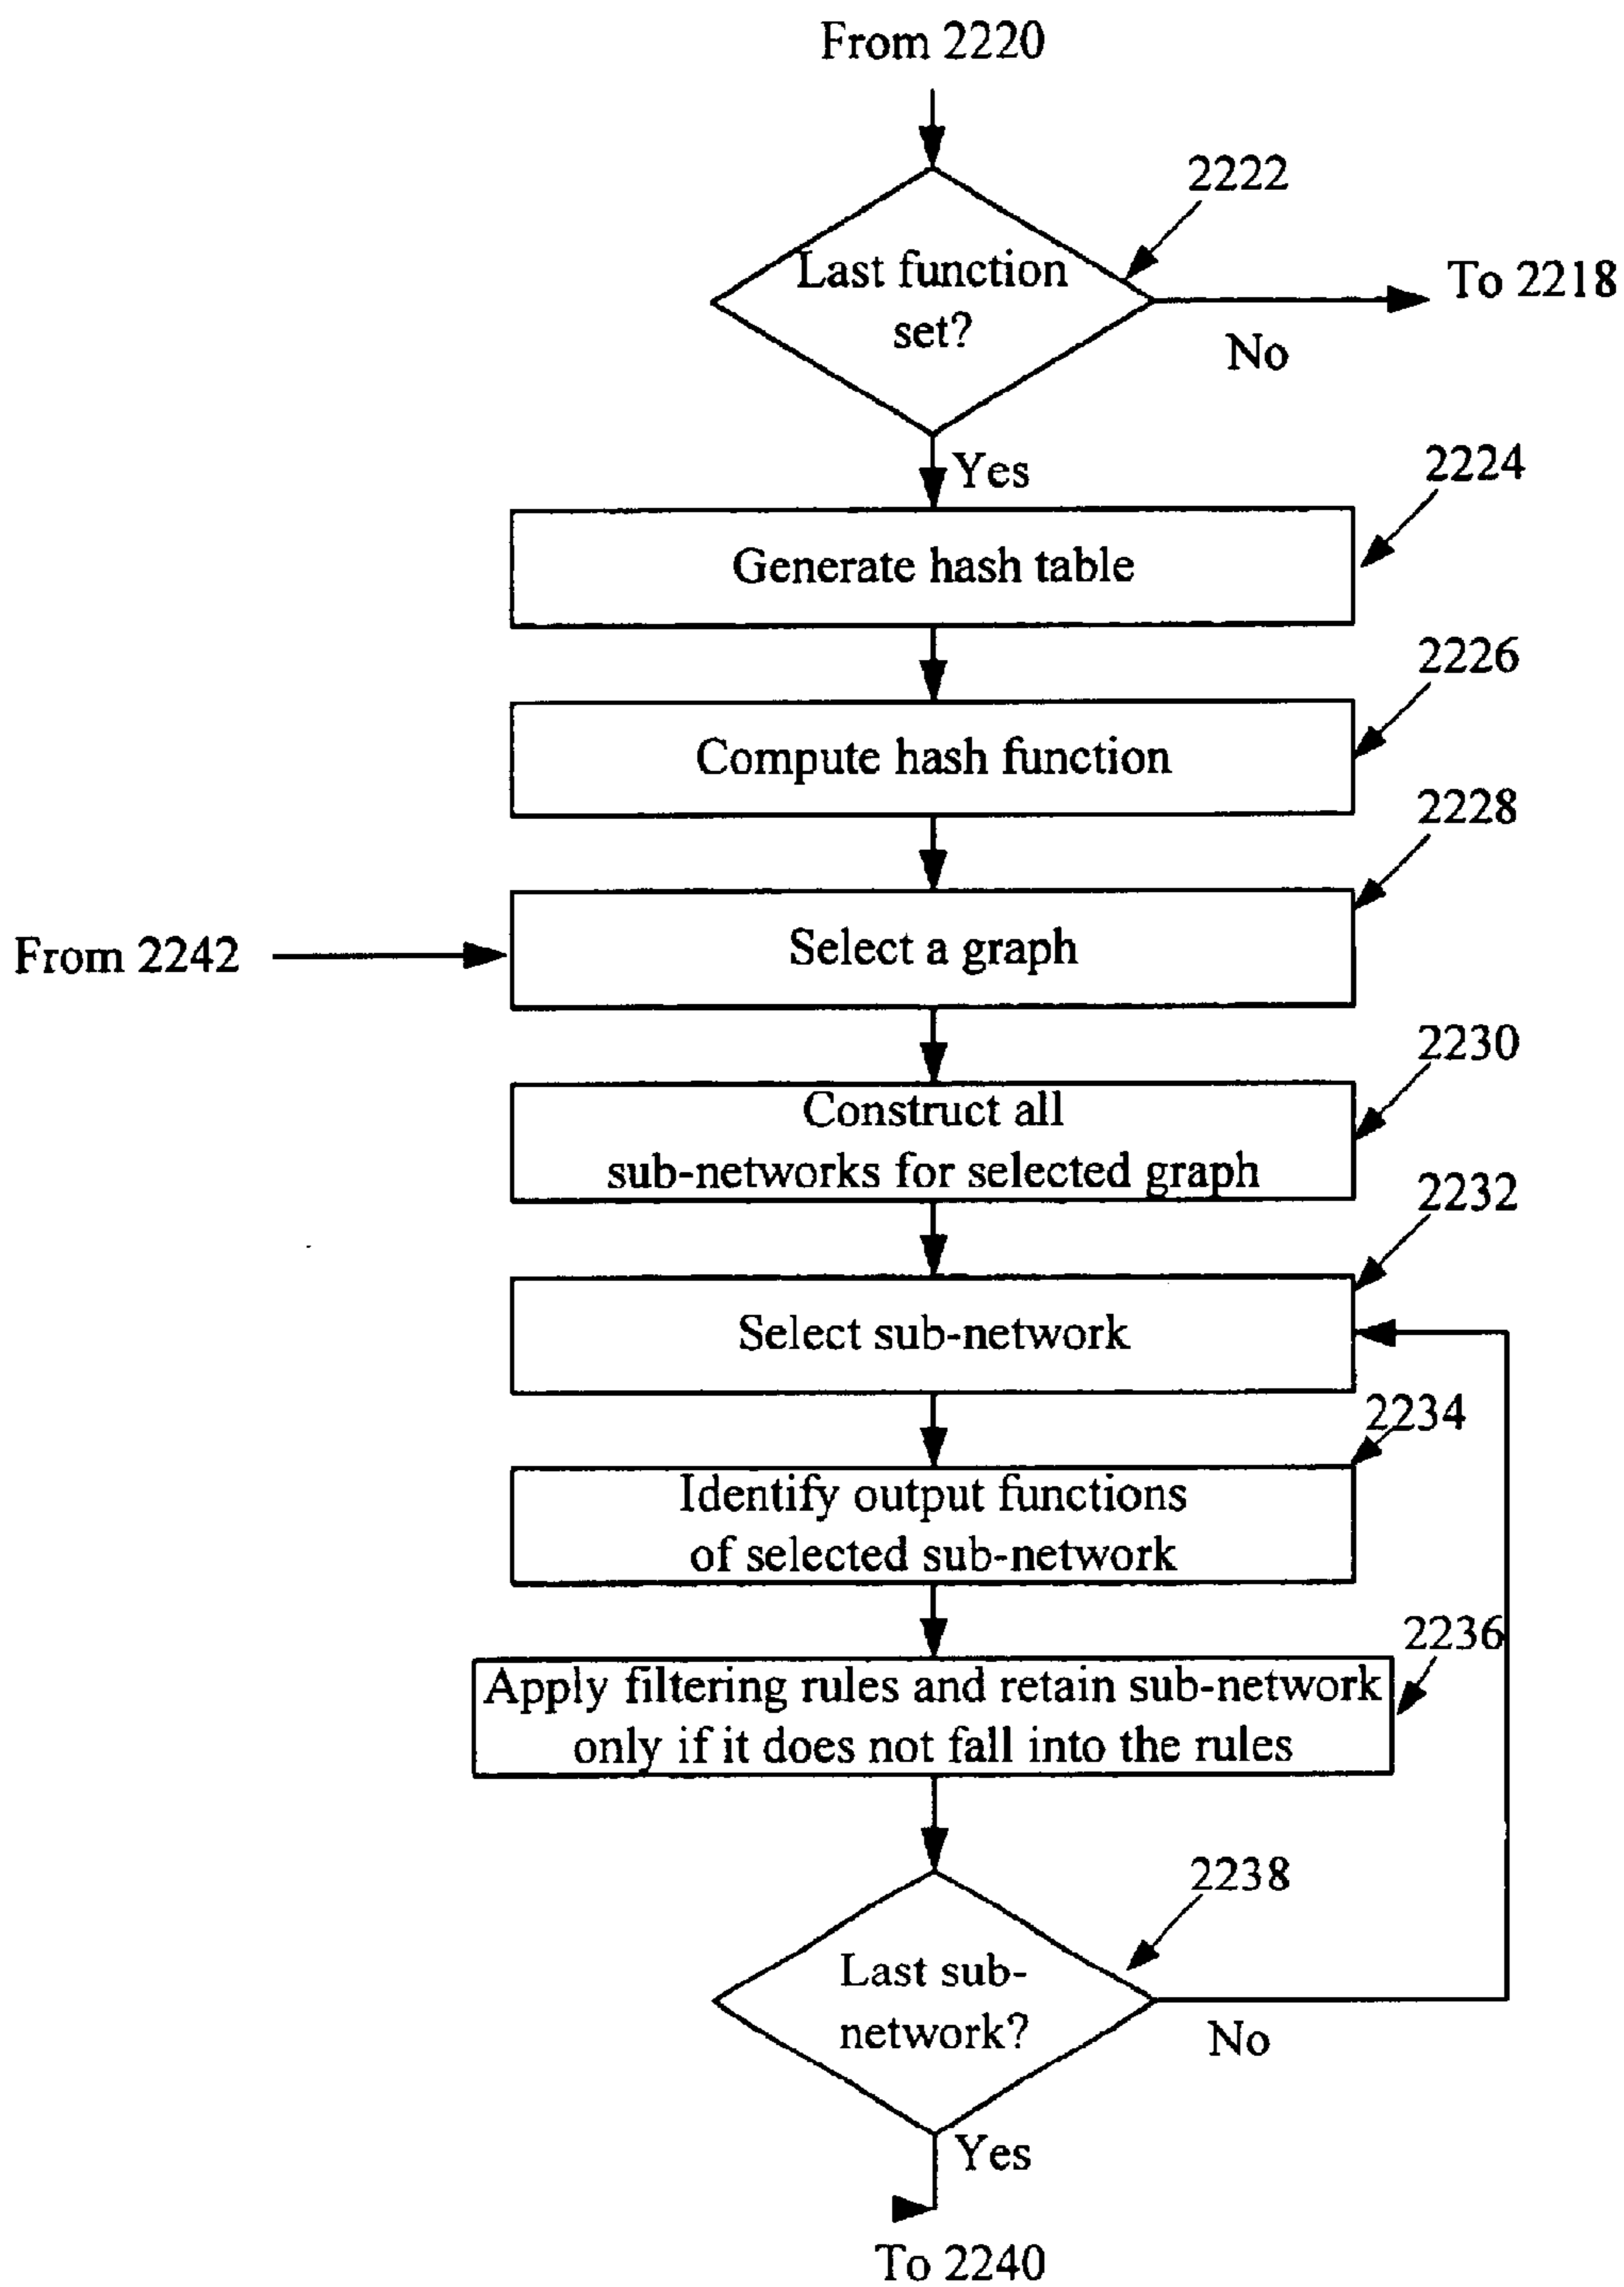 From 2220
2222
Last function
set?
To 2218
No
Yes
2224
Generate hash table
2226
Compute hash function
2228
Select a graph
From 2242
2230
Construct all
sub-networks for selected graph
2232
Select sub-network
2234
Identify output functions
of selected sub-network
2236
Apply filtering rules and retain sub-network
only if it does not fall into the rules
2238
Last sub-
network?
No
Yes
To 2240